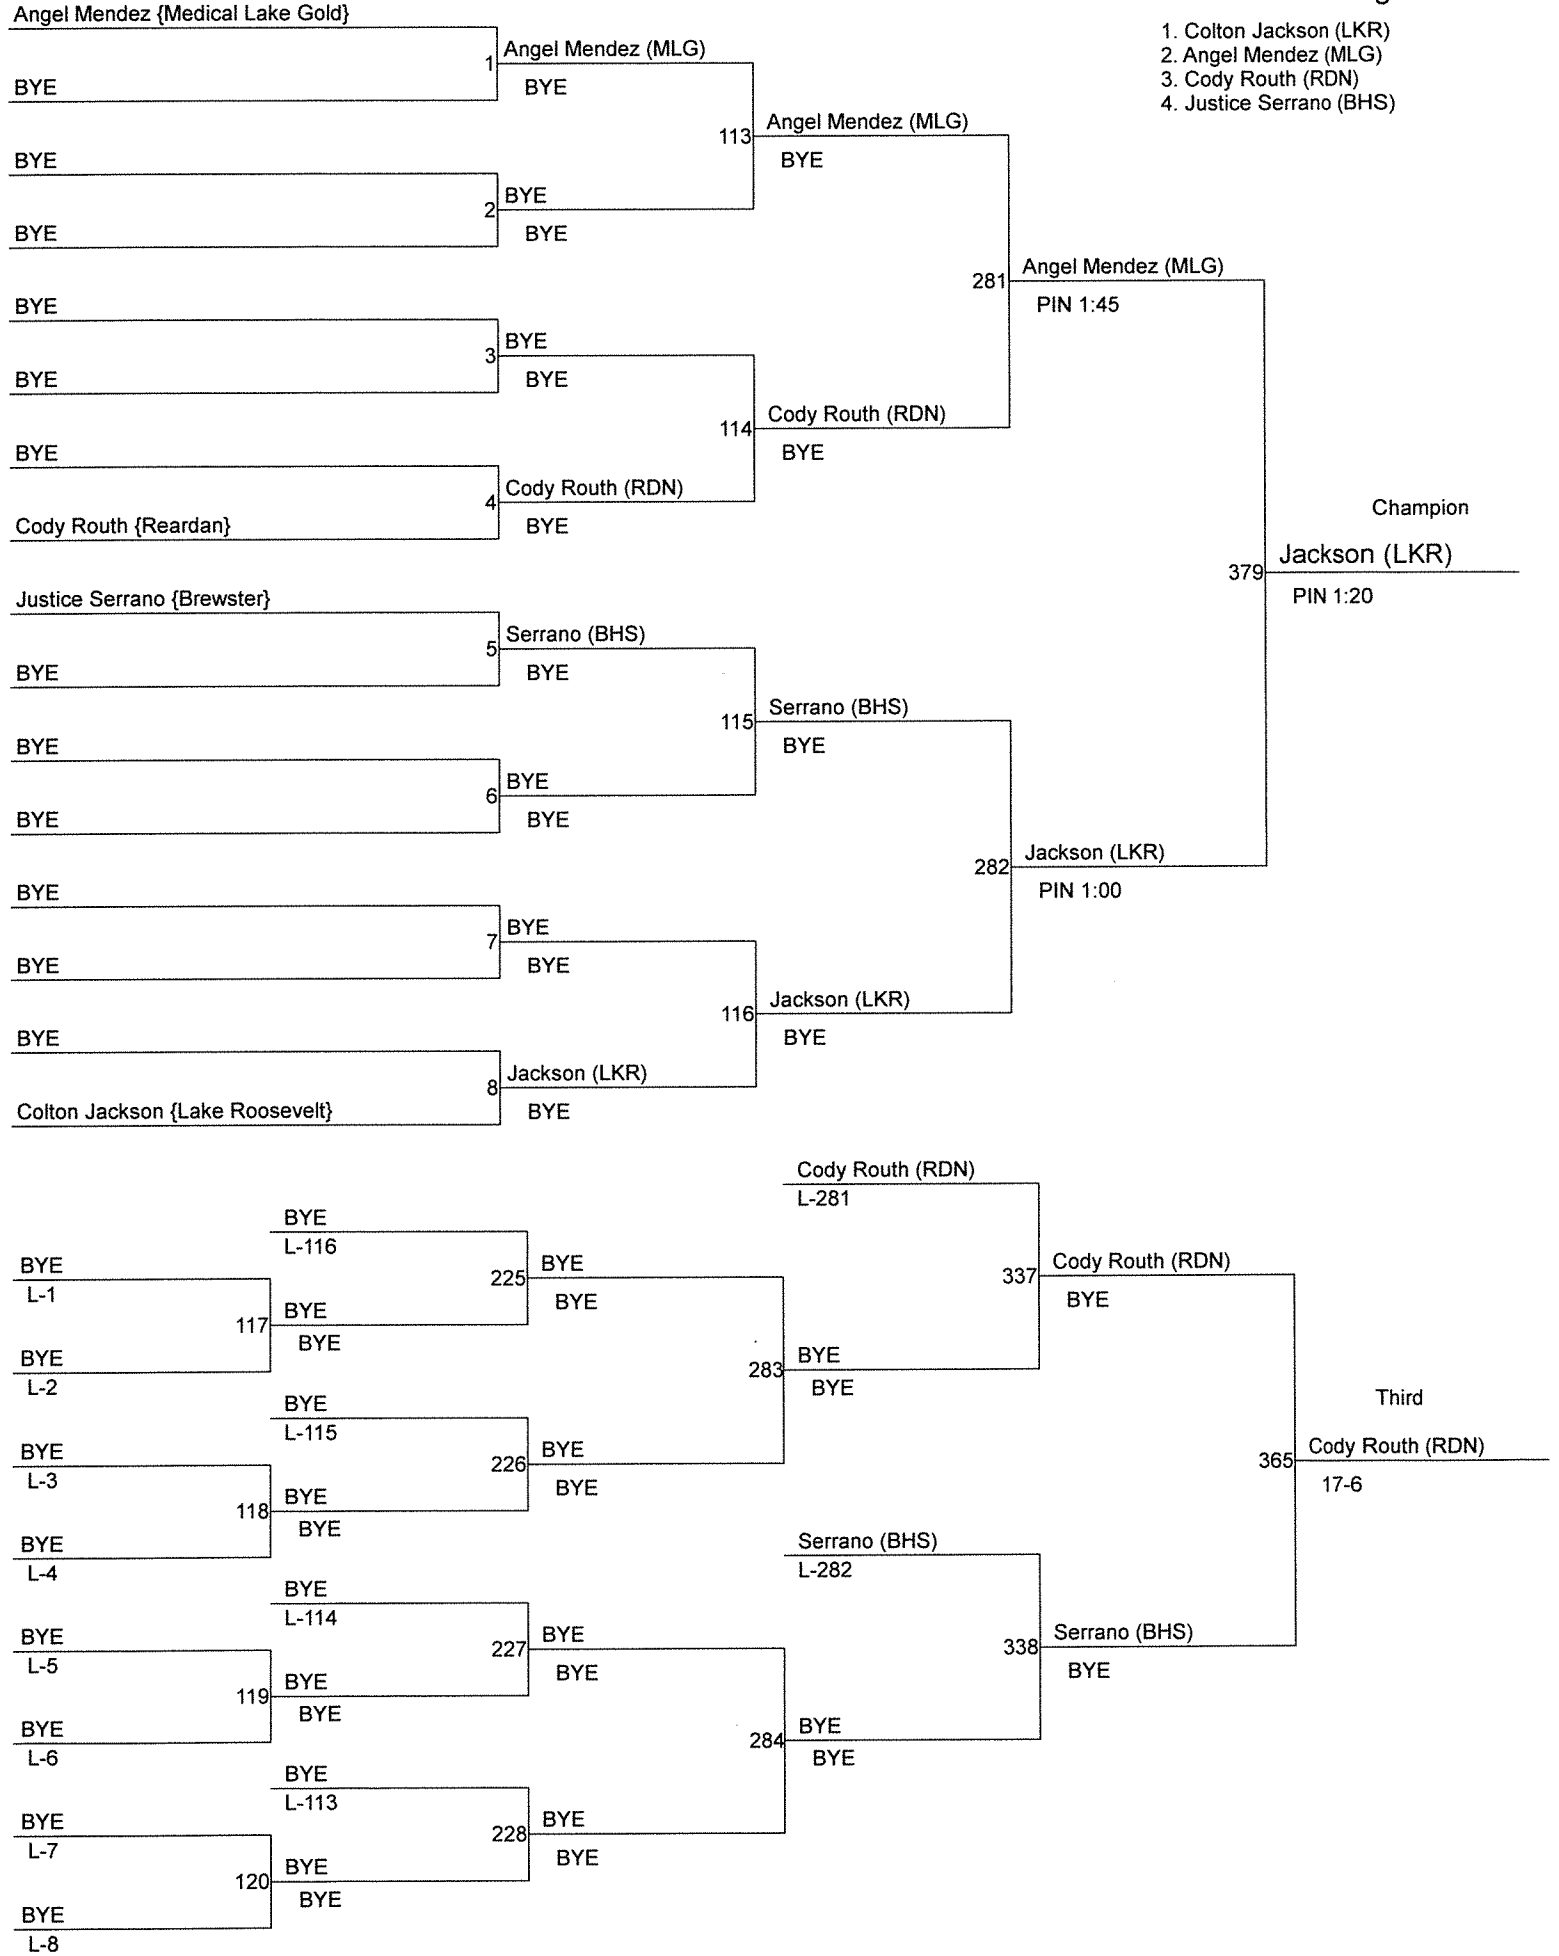 Angel Mendez {Medical Lake Gold}
1. Colton Jackson (LKR)
2. Angel Mendez (MLG)
3. Cody Routh (RDN)
4. Justice Serrano (BHS)
1
Angel Mendez (MLG)
BYE
BYE
113
Angel Mendez (MLG)
BYE
BYE
2
BYE
BYE
BYE
281
Angel Mendez (MLG)
PIN 1:45
BYE
3
BYE
BYE
BYE
114
Cody Routh (RDN)
BYE
BYE
4
Cody Routh (RDN)
BYE
Cody Routh {Reardan}
Champion
379
Jackson (LKR)
PIN 1:20
Justice Serrano {Brewster}
5
Serrano (BHS)
BYE
BYE
115
Serrano (BHS)
BYE
BYE
6
BYE
BYE
BYE
282
Jackson (LKR)
PIN 1:00
BYE
7
BYE
BYE
BYE
116
Jackson (LKR)
BYE
BYE
8
Jackson (LKR)
BYE
Colton Jackson {Lake Roosevelt}
Cody Routh (RDN)
L-281
BYE
L-116
BYE
L-1
225
BYE
BYE
337
Cody Routh (RDN)
BYE
117
BYE
BYE
BYE
L-2
283
BYE
BYE
BYE
L-115
Third
BYE
L-3
226
BYE
BYE
365
Cody Routh (RDN)
17-6
118
BYE
BYE
BYE
L-4
Serrano (BHS)
L-282
BYE
L-114
BYE
L-5
227
BYE
BYE
338
Serrano (BHS)
BYE
119
BYE
BYE
BYE
L-6
284
BYE
BYE
BYE
L-113
BYE
L-7
228
BYE
BYE
120
BYE
BYE
BYE
L-8